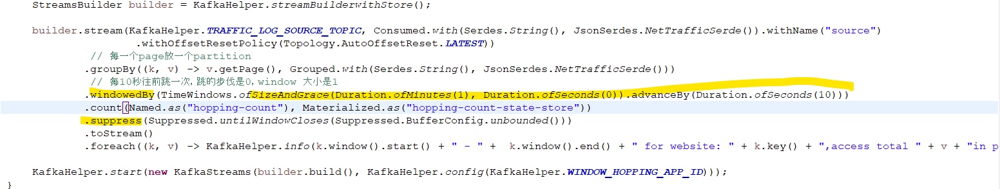 StreamsBuilder builder = KafkaHelper.streamBuilderwithStore();
builder.stream(KafkaHelper.TRAFFIC_LOG_SOURCE_TOPIC, Consumed.with(Serdes.String(), JsonSerdes.NetTrafficSerde()).withName("source")
.withOffsetResetPolicy(Topology.AutoOffsetReset.LATEST))
// 每一个page放一个partition
.groupBy((k, v) -> v.getPage(), Grouped.with(Serdes.String(), JsonSerdes.NetTrafficSerde()))
// 每10秒往前跳一次，跳的步伐是0，window 大小是1
.windowedBy(TimeWindows.ofSizeAndGrace(Duration.ofMinutes(1), Duration.ofSeconds(0)).advanceBy(Duration.ofSeconds(10)))
.count(Named.as("hopping-count"), Materialized.as("hopping-count-state-store"))
.suppress(Suppressed.untilWindowCloses(Suppressed.BufferConfig.unbounded()))
.toStream()
.foreach((k, v) -> KafkaHelper.info(k.window().start() + " - " + k.window().end() + " for website: " + k.key() + ",access total " + v + "in p
KafkaHelper.start(new KafkaStreams(builder.build(), KafkaHelper.config(KafkaHelper.WINDOW_HOPPING_APP_ID)));
}